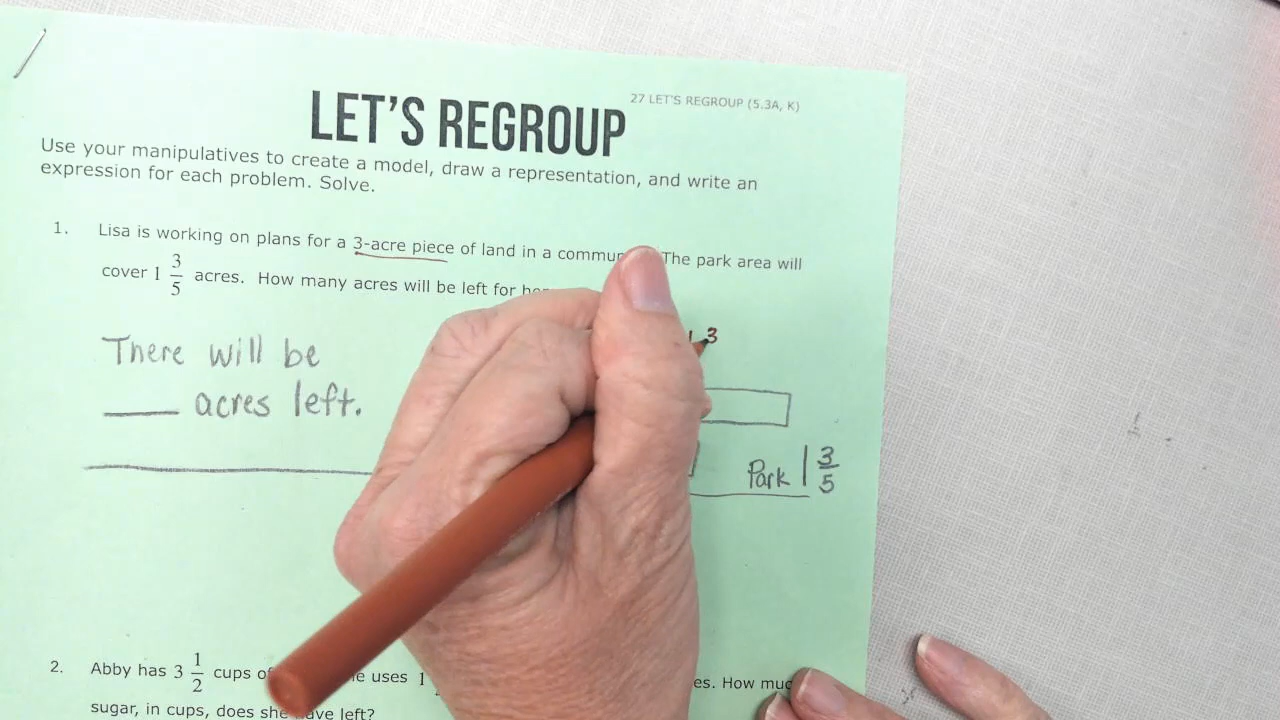 27 LET'S REGROUP (5.3A, K)
LET'S REGROUP
Use your manipulatives to create a model, draw a representation, and write an
expression for each problem. Solve.
1. Lisa is working on plans for a 3-acre piece of land in a The park area will
cover 1 3/5 acres. How many acres will be left for
3
There will be
___ acres left.
Park 1 3/5
2. Abby has 3 1/2 cups uses 1 How
sugar, in cups, does she left?